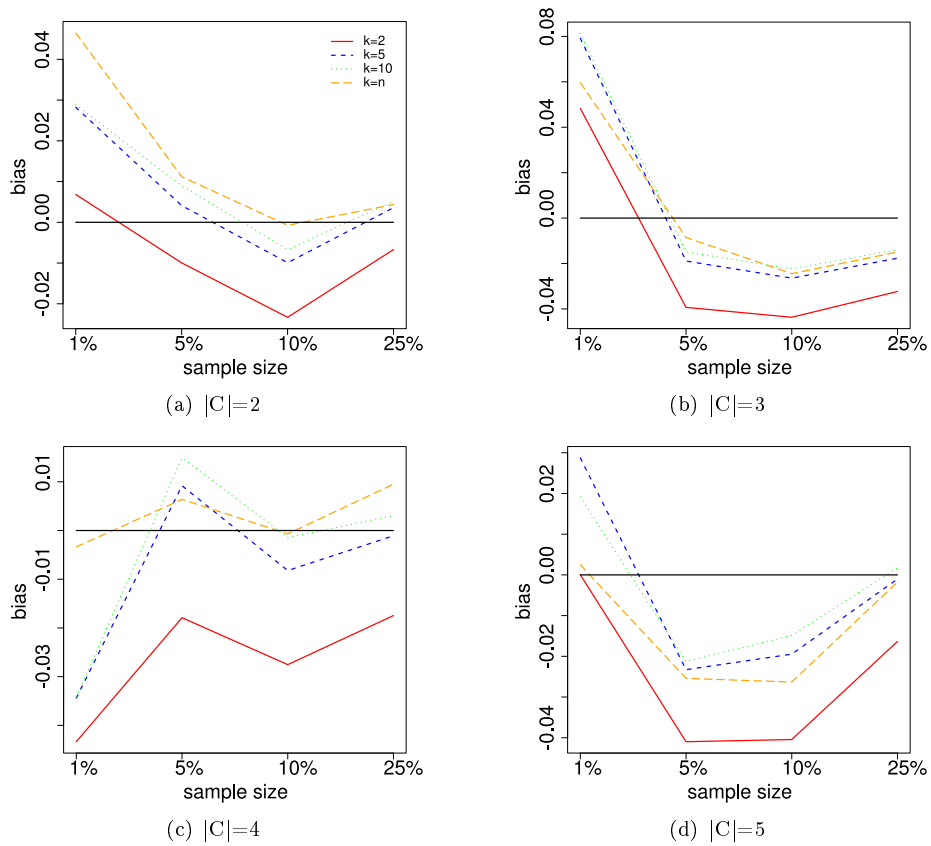 0.04
0.02
0.00
-0.02
bias
k=2
k=5
k=10
k=n
1%
5%
10%
25%
sample size
(a) |C|=2
0.08
0.04
0.00
-0.04
bias
1%
5%
10%
25%
sample size
(b) |C|=3
0.01
-0.01
-0.03
bias
1%
5%
10%
25%
sample size
(c) |C|=4
0.02
0.00
-0.02
-0.04
bias
1%
5%
10%
25%
sample size
(d) |C|=5